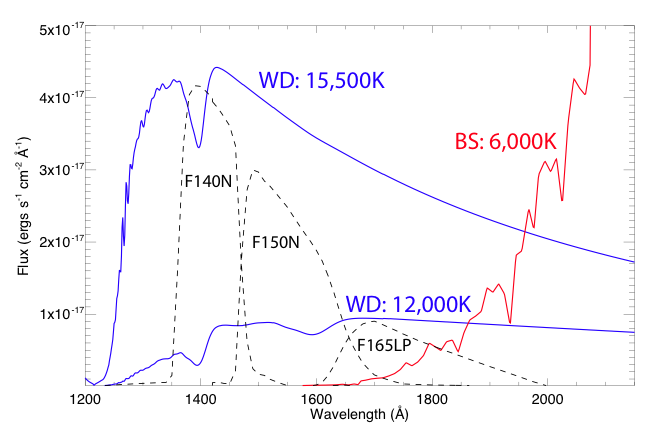 5x10⁻¹⁷
4x10⁻¹⁷
3x10⁻¹⁷
2x10⁻¹⁷
1x10⁻¹⁷
Flux (ergs s⁻¹ cm⁻² Å⁻¹)
WD: 15,500K
BS: 6,000K
F140N
F150N
WD: 12,000K
F165LP
1200
1400
1600
1800
2000
Wavelength (Å)